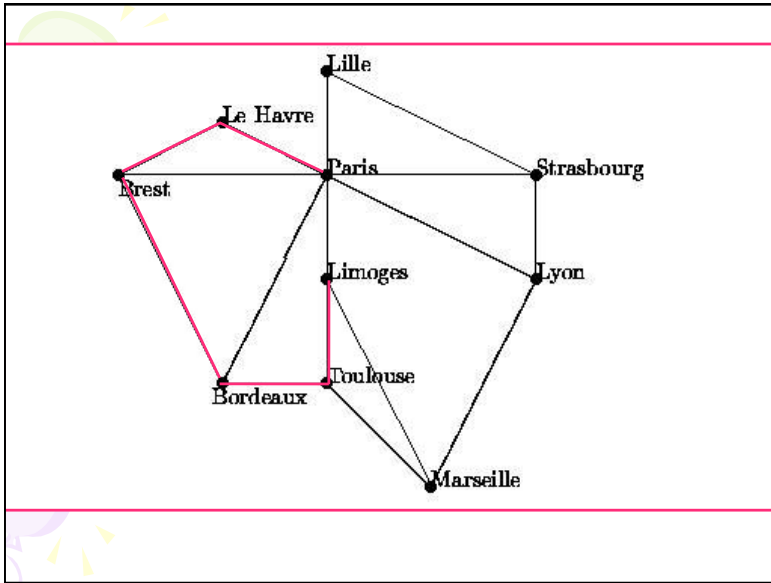 Lille
Le Havre
Paris
Strasbourg
Brest
Limoges
Lyon
Toulouse
Bordeaux
Marseille